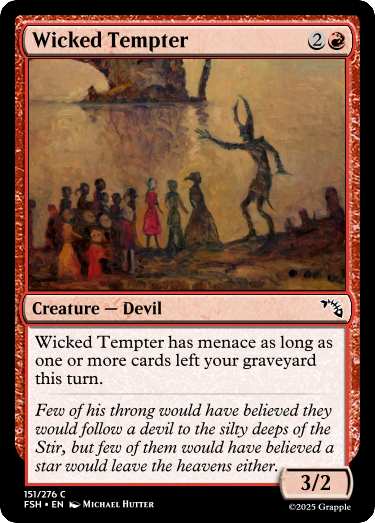 Wicked Tempter 2
Creature — Devil
Wicked Tempter has menace as long as
one or more cards left your graveyard
this turn.
Few of his throng would have believed they
would follow a devil to the silty deeps of the
Stir, but few of them would have believed a
star would leave the heavens either.
3/2
151/276 C
FSH • EN Michael Hutter
©2025 Grapple